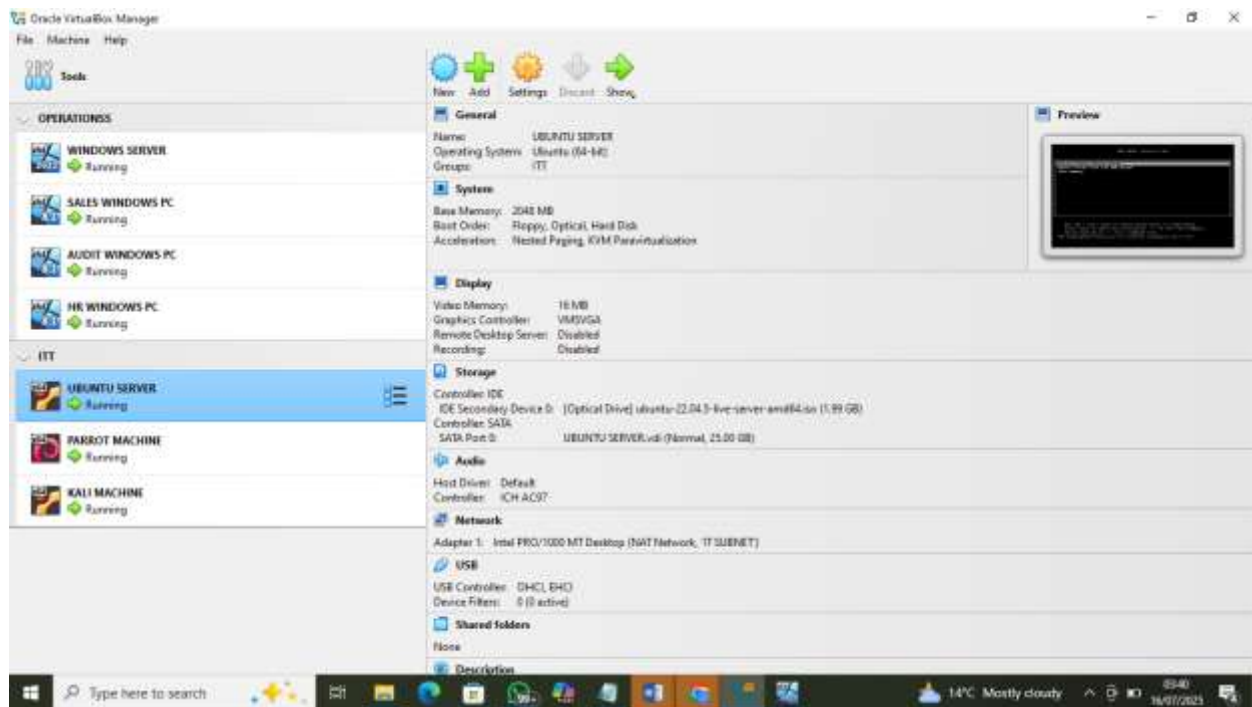 Oracle VirtualBox Manager
File Machine Help
Tools
New Add Settings Discard Show
OPERATIONSS
WINDOWS SERVER
Running
SALES WINDOWS PC
Running
AUDIT WINDOWS PC
Running
HR WINDOWS PC
Running
ITT
UBUNTU SERVER
Running
PARROT MACHINE
Running
KALI MACHINE
Running
General
Name: UBUNTU SERVER
Operating System: Ubuntu (64-bit)
Groups: ITT
System
Base Memory: 2048 MB
Boot Order: Floppy, Optical, Hard Disk
Acceleration: Nested Paging, KVM Paravirtualization
Display
Video Memory: 16 MB
Graphics Controller: VMSVGA
Remote Desktop Server: Disabled
Recording: Disabled
Storage
Controller: IDE
IDE Secondary Device 0: [Optical Drive] ubuntu-22.04.5-live-server-amd64.iso (1.99 GB)
Controller: SATA
SATA Port 0: UBUNTU SERVER.vdi (Normal, 25.00 GB)
Audio
Host Driver: Default
Controller: ICH AC97
Network
Adapter 1: Intel PRO/1000 MT Desktop (NAT Network, 'IT SUBNET')
USB
USB Controller: OHCI, EHCI
Device Filters: 0 (0 active)
Shared folders
None
Description
Preview
Type here to search
99+
14°C Mostly cloudy
03:40
16/07/2025